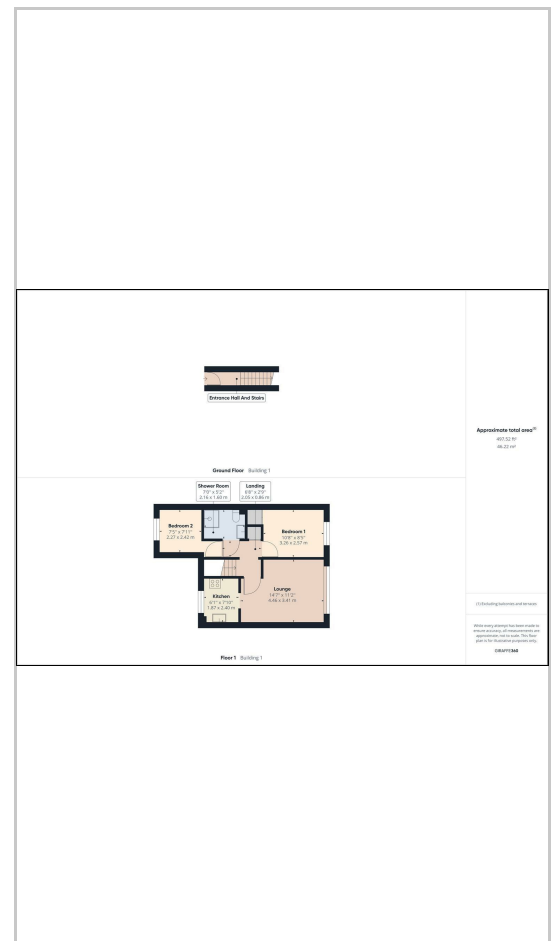 Entrance Hall And Stairs
Ground Floor Building 1
Approximate total area(1)
497.52 ft²
46.22 m²
Shower Room
7'0" x 5'2"
2.16 x 1.60 m
Landing
6'8" x 2'9"
2.05 x 0.86 m
Bedroom 2
7'5" x 7'11"
2.27 x 2.42 m
Bedroom 1
10'8" x 8'5"
3.26 x 2.57 m
Kitchen
6'1" x 7'10"
1.87 x 2.40 m
Lounge
14'7" x 11'2"
4.46 x 3.41 m
Floor 1 Building 1
(1) Excluding balconies and terraces
While every attempt has been made to
ensure accuracy, all measurements are
approximate, not to scale. This floor
plan is for illustrative purposes only.
GIRAFFE360